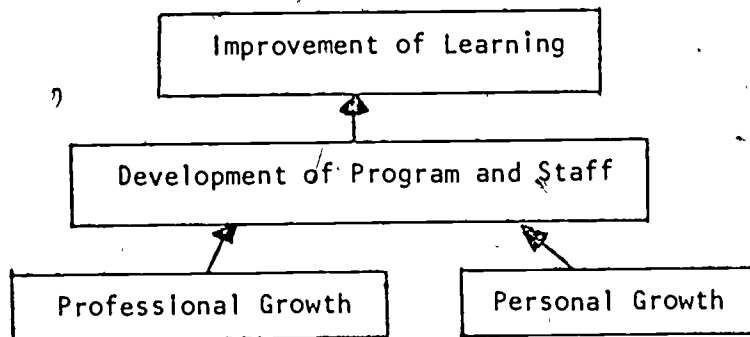 Improvement of Learning
Development of Program and Staff
Professional Growth
Personal Growth